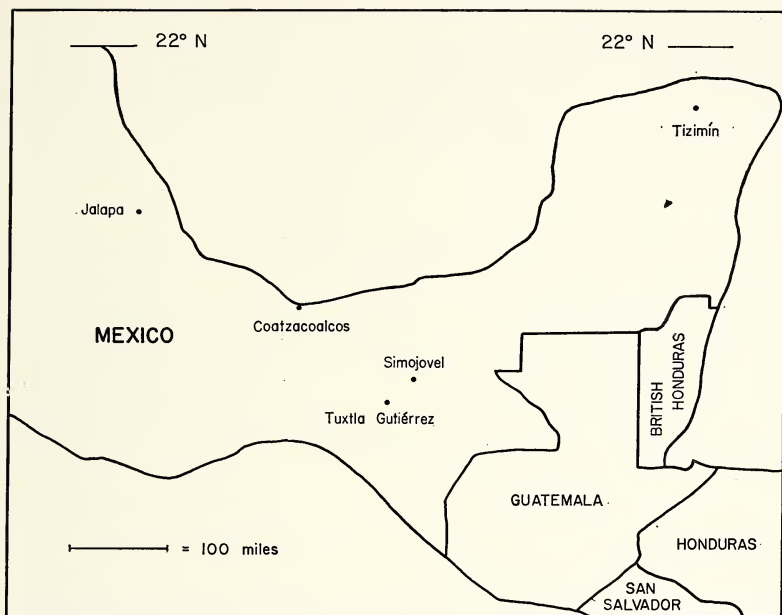 22° N
22° N
Tizimín
Jalapa
Coatzacoalcos
MEXICO
Simojovel
Tuxtla Gutiérrez
BRITISH
HONDURAS
GUATEMALA
= 100 miles
HONDURAS
SAN
SALVADOR